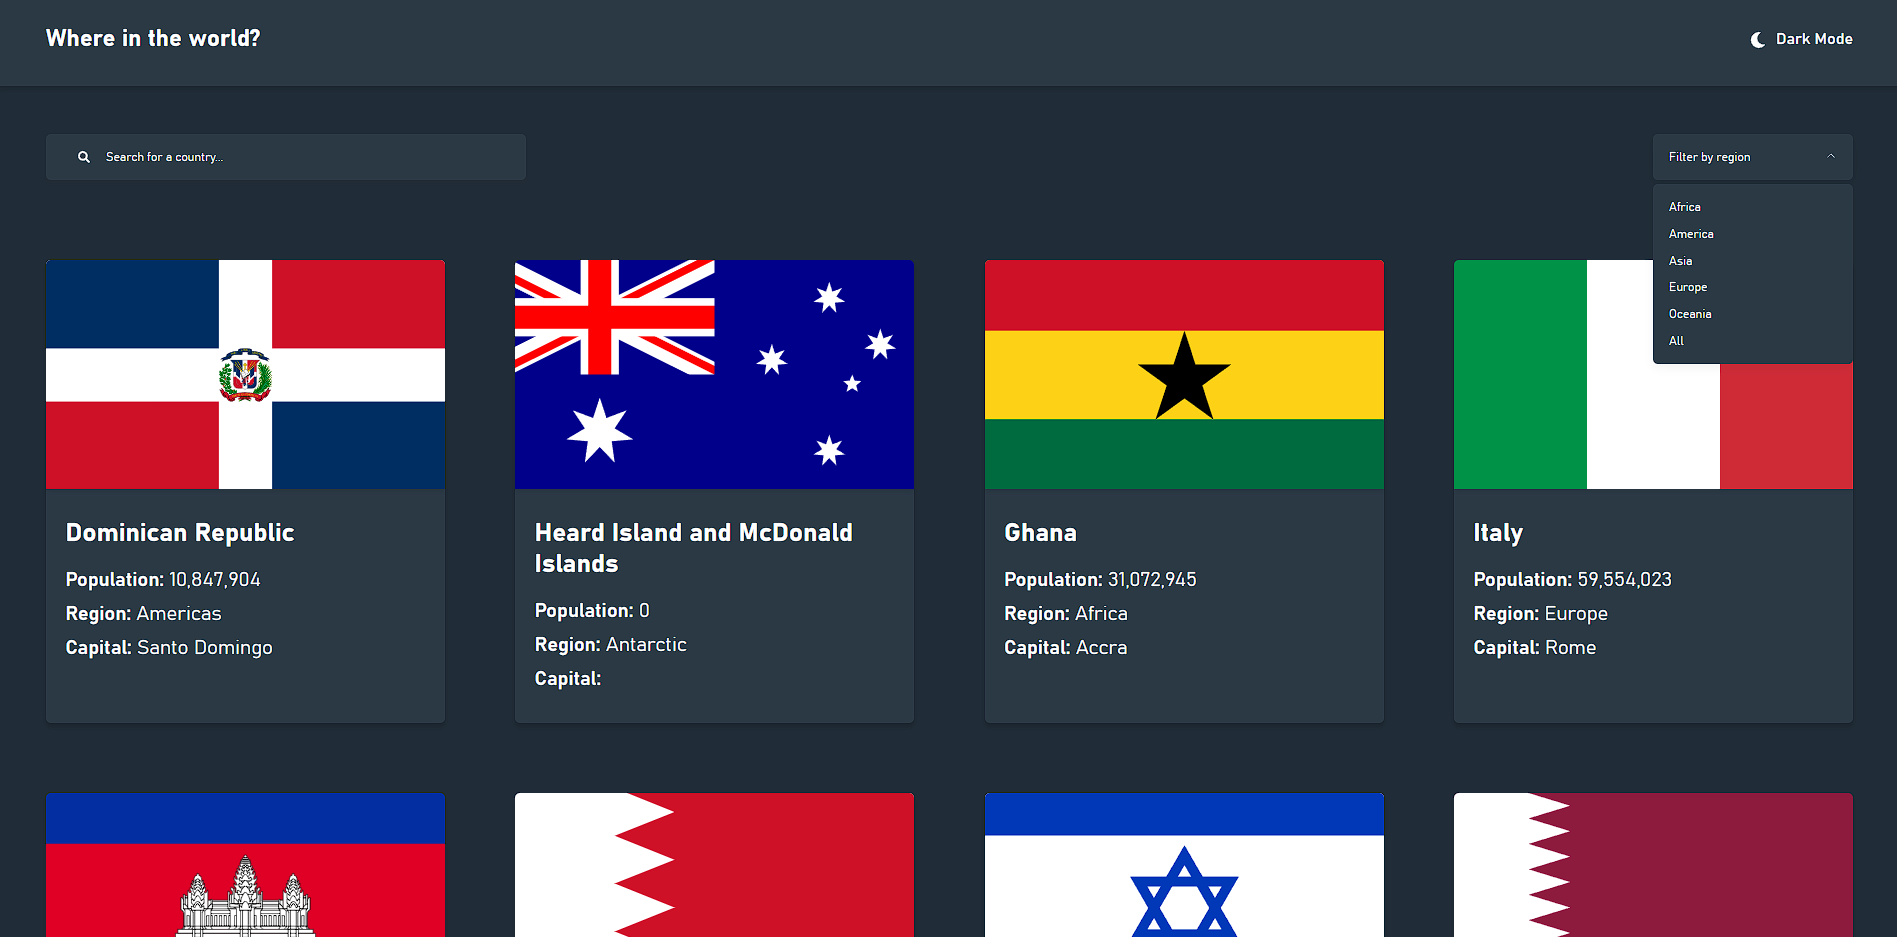 Where in the world?
Dark Mode
Search for a country...
Filter by region
Africa
America
Asia
Europe
Oceania
All
Dominican Republic
Population: 10,847,904
Region: Americas
Capital: Santo Domingo
Heard Island and McDonald
Islands
Population: 0
Region: Antarctic
Capital:
Ghana
Population: 31,072,945
Region: Africa
Capital: Accra
Italy
Population: 59,554,023
Region: Europe
Capital: Rome